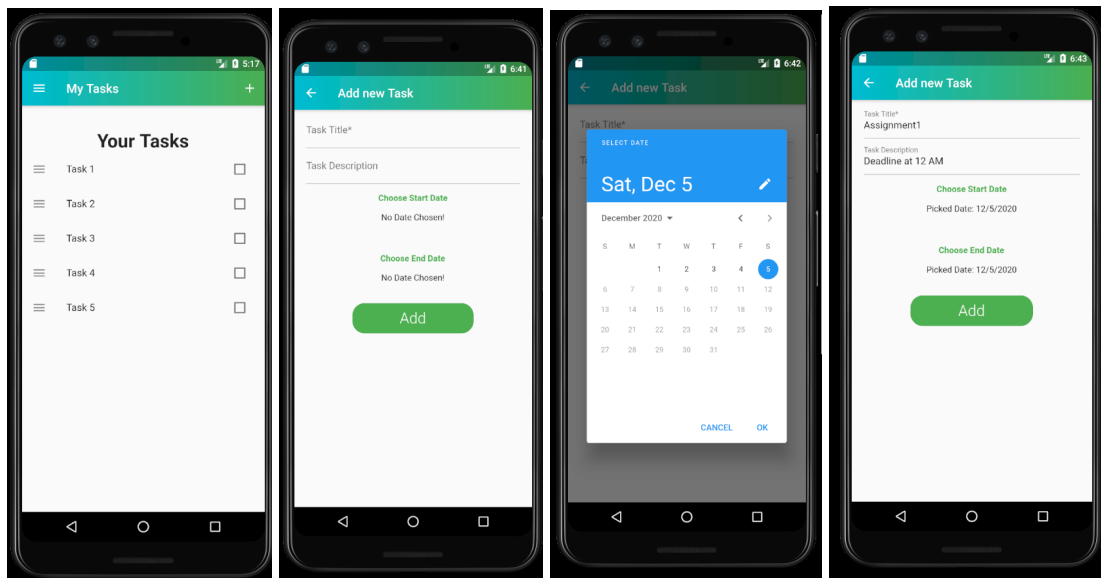 5:17
My Tasks +
Your Tasks
Task 1
Task 2
Task 3
Task 4
Task 5
6:41
Add new Task
Task Title*
Task Description
Choose Start Date
No Date Chosen!
Choose End Date
No Date Chosen!
Add
6:42
Add new Task
Task Title*
SELECT DATE
Sat, Dec 5
December 2020
S M T W T F S
1 2 3 4 5
6 7 8 9 10 11 12
13 14 15 16 17 18 19
20 21 22 23 24 25 26
27 28 29 30 31
CANCEL OK
6:43
Add new Task
Task Title*
Assignment1
Task Description
Deadline at 12 AM
Choose Start Date
Picked Date: 12/5/2020
Choose End Date
Picked Date: 12/5/2020
Add